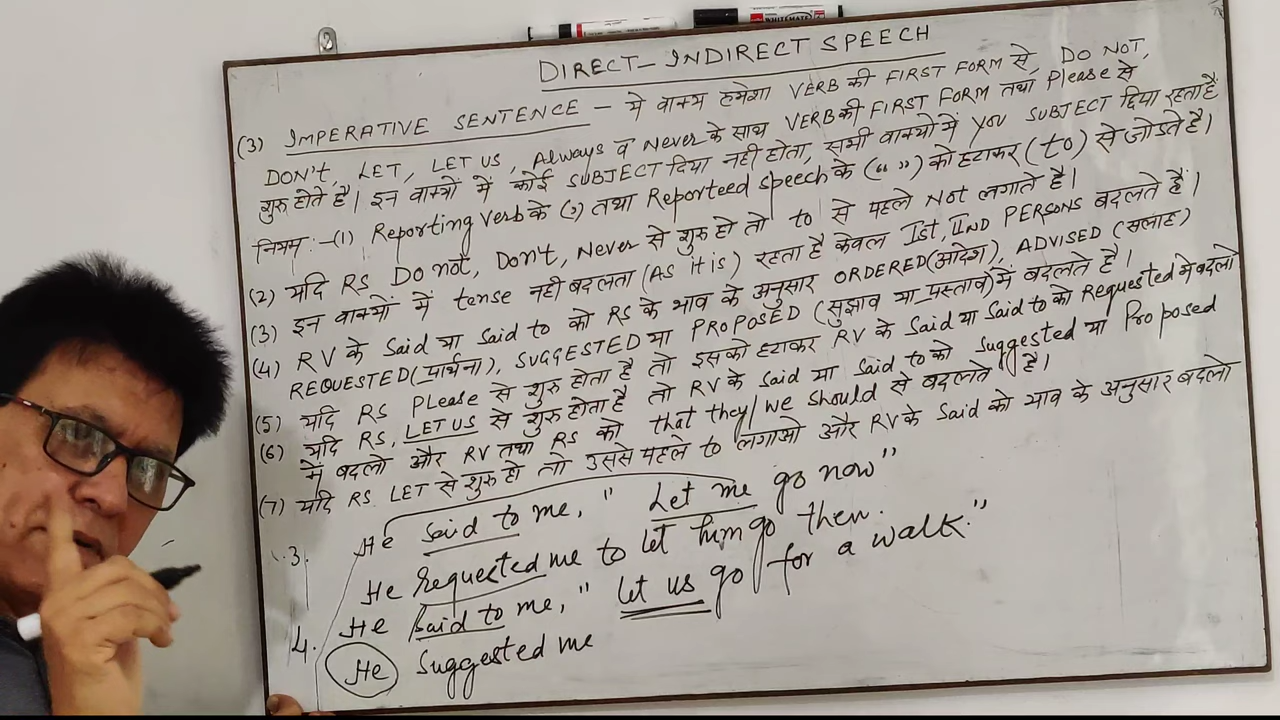 WHITEMATE
DIRECT-INDIRECT SPEECH
(3) IMPERATIVE SENTENCE - मे वाक्य हमेशा VERB की FIRST FORM से, DO NOT,
DON'T, LET, LET US, Always व Never के साथ VERB की FIRST FORM तथा Please से
शुरु होते है। इन वाक्यों में कोई SUBJECT दिया नही होता, सभी वाक्यो में YOU SUBJECT दिया रहता है
नियम :-(1) Reporting Verb के (,) तथा Reporteed speech के (" ") को हटाकर (to) से जोडते है।
(2) यदि RS Do not, Don't, Never से शुरु हो तो to से पहले Not लगाते है।
(3) इन वाक्यों में tense नही बदलता (As it is) रहता है केवल Ist, IIND PERSONS बदलते हैं।
(4) RV के Said या Said to को RS के भाव के अनुसार ORDERED(आदेश), ADVISED (सलाह)
REQUESTED(प्रार्थना), SUGGESTED या PROPOSED (सुझाव या प्रस्ताव) में बदलते है।
(5) यदि RS Please से शुरु होता है तो इसको हटाकर RV के Said या Said to को Requested मे बदलो
(6) यदि RS, LET US से शुरु होता है तो RV के Said या Said to को Suggested या Proposed
में बदलो और RV तथा RS को that they/we should से बदलते है।
(7) यदि RS LET से शुरु हो तो उससे पहले to लगाओ और RV के Said को भाव के अनुसार बदलो
3. He Said to me, " Let me go now"
He requested me to let him go then.
4. He Said to me, " let us go for a walk."
He Suggested me